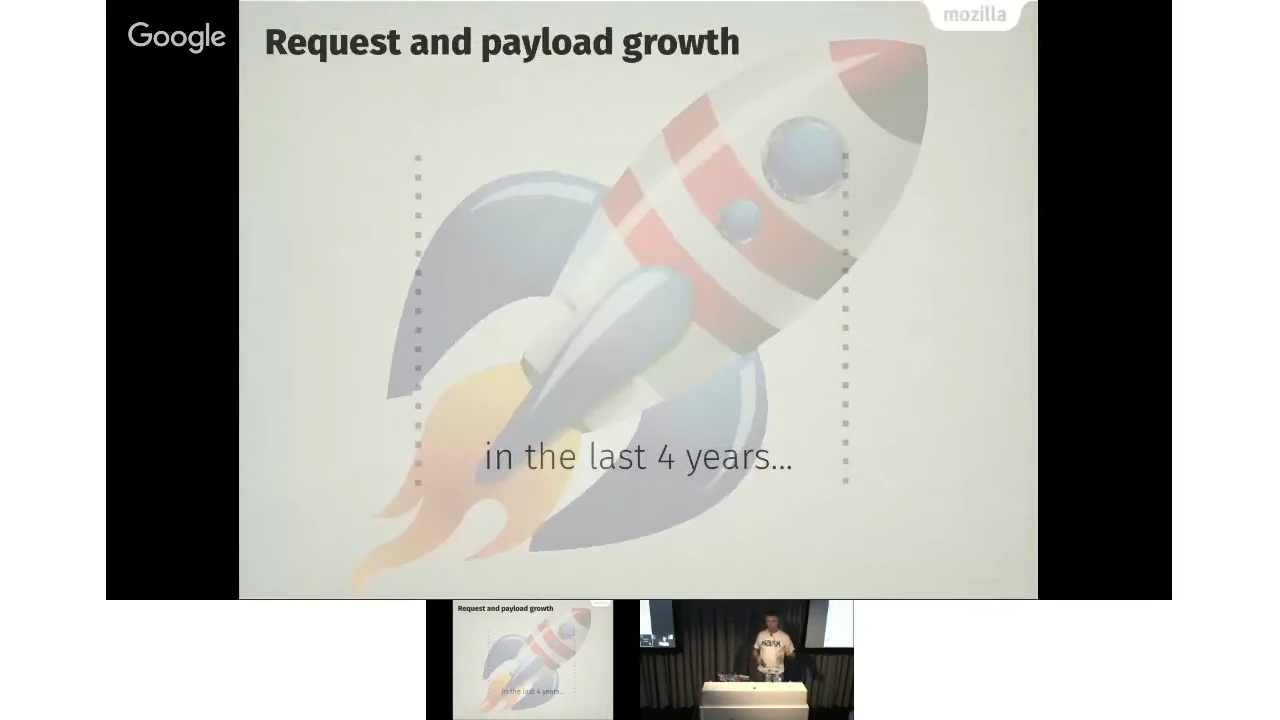 Google
mozilla
Request and payload growth
in the last 4 years...
Request and payload growth
in the last 4 years...